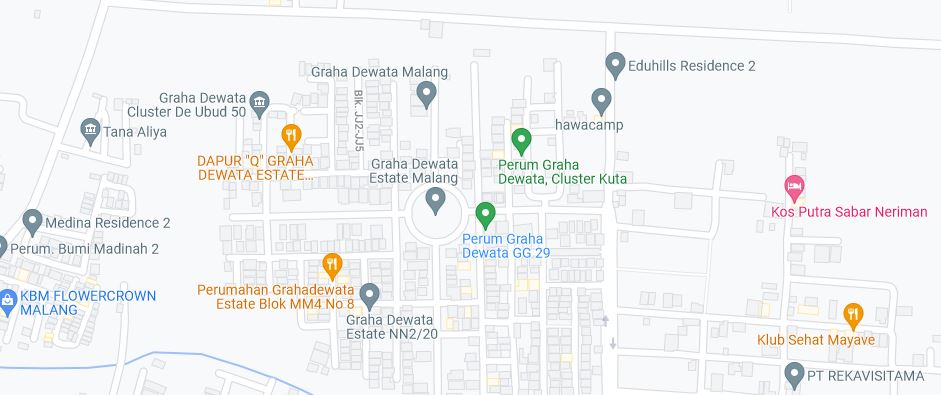 Eduhills Residence 2
Graha Dewata Malang
Graha Dewata
Cluster De Ubud 50
Blk. JJ2-JJ5
hawacamp
Tana Aliya
DAPUR "Q" GRAHA
DEWATA ESTATE...
Graha Dewata
Estate Malang
Perum Graha
Dewata, Cluster Kuta
Kos Putra Sabar Neriman
Medina Residence 2
Perum. Bumi Madinah 2
Perum Graha
Dewata GG 29
KBM FLOWERCROWN
MALANG
Perumahan Grahadewata
Estate Blok MM4 No 8
Graha Dewata
Estate NN2/20
Klub Sehat Mayave
PT REKAVISITAMA